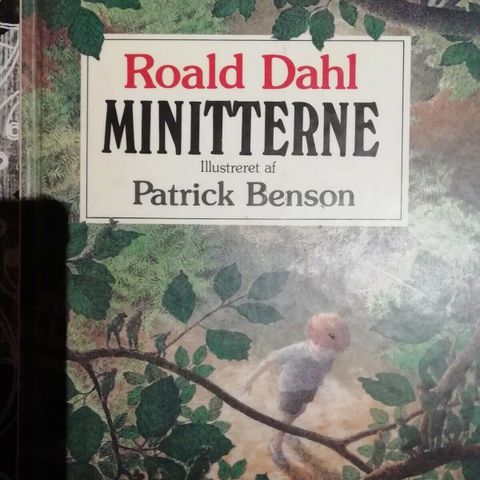 Roald Dahl
MINITTERNE
Illustreret af
Patrick Benson